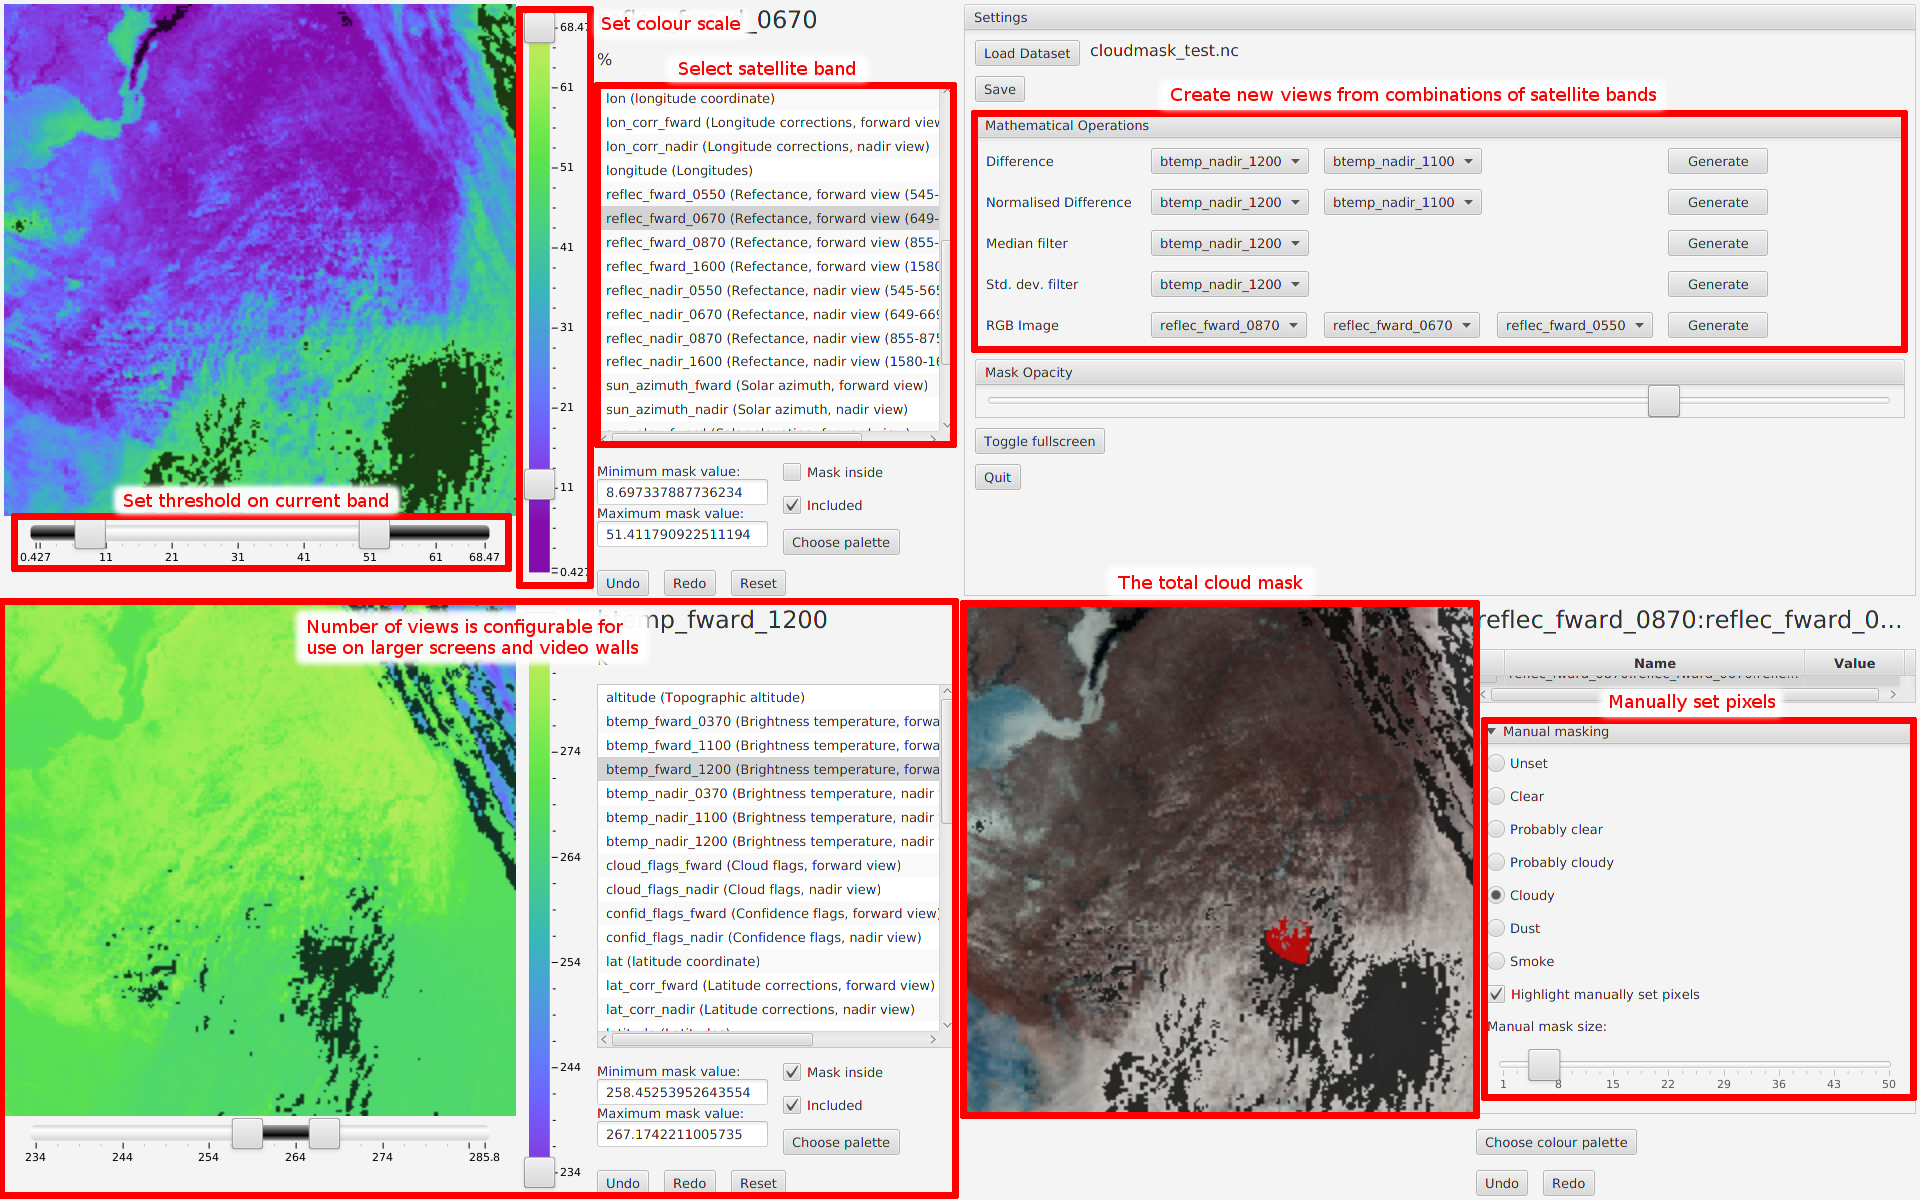 Set colour scale
_0670
%
Select satellite band
68.47
61
51
41
31
21
11
0.427
lon (longitude coordinate)
lon_corr_fward (Longitude corrections, forward view
lon_corr_nadir (Longitude corrections, nadir view)
longitude (Longitudes)
reflec_fward_0550 (Refectance, forward view (545-
reflec_fward_0670 (Refectance, forward view (649-
reflec_fward_0870 (Refectance, forward view (855-
reflec_fward_1600 (Refectance, forward view (1580
reflec_nadir_0550 (Refectance, nadir view (545-565
reflec_nadir_0670 (Refectance, nadir view (649-669
reflec_nadir_0870 (Refectance, nadir view (855-875
reflec_nadir_1600 (Refectance, nadir view (1580-16
sun_azimuth_fward (Solar azimuth, forward view)
sun_azimuth_nadir (Solar azimuth, nadir view)
Set threshold on current band
0.427 11 21 31 41 51 61 68.47
Minimum mask value:
8.697337887736234
Maximum mask value:
51.411790922511194
Mask inside
Included
Choose palette
Undo Redo Reset
Settings
Load Dataset cloudmask_test.nc
Save
Create new views from combinations of satellite bands
Mathematical Operations
Difference btemp_nadir_1200 btemp_nadir_1100 Generate
Normalised Difference btemp_nadir_1200 btemp_nadir_1100 Generate
Median filter btemp_nadir_1200 Generate
Std. dev. filter btemp_nadir_1200 Generate
RGB Image reflec_fward_0870 reflec_fward_0670 reflec_fward_0550 Generate
Mask Opacity
Toggle fullscreen
Quit
Number of views is configurable for
use on larger screens and video walls
emp_fward_1200
274
264
254
244
234
altitude (Topographic altitude)
btemp_fward_0370 (Brightness temperature, forwa
btemp_fward_1100 (Brightness temperature, forwa
btemp_fward_1200 (Brightness temperature, forwa
btemp_nadir_0370 (Brightness temperature, nadir
btemp_nadir_1100 (Brightness temperature, nadir
btemp_nadir_1200 (Brightness temperature, nadir
cloud_flags_fward (Cloud flags, forward view)
cloud_flags_nadir (Cloud flags, nadir view)
confid_flags_fward (Confidence flags, forward view)
confid_flags_nadir (Confidence flags, nadir view)
lat (latitude coordinate)
lat_corr_fward (Latitude corrections, forward view)
lat_corr_nadir (Latitude corrections, nadir view)
234 244 254 264 274 285.8
Minimum mask value:
258.45253952643554
Maximum mask value:
267.1742211005735
Mask inside
Included
Choose palette
Undo Redo Reset
The total cloud mask
reflec_fward_0870:reflec_fward_0...
Name Value
Manually set pixels
Manual masking
Unset
Clear
Probably clear
Probably cloudy
Cloudy
Dust
Smoke
Highlight manually set pixels
Manual mask size:
1 8 15 22 29 36 43 50
Choose colour palette
Undo Redo